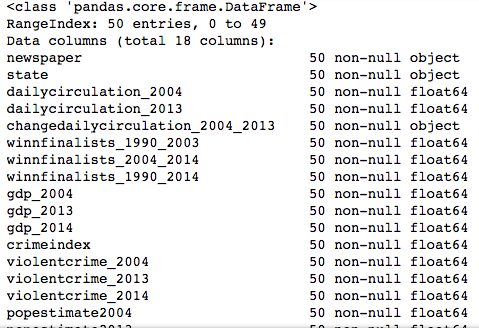 <class 'pandas.core.frame.DataFrame'>
RangeIndex: 50 entries, 0 to 49
Data columns (total 18 columns):
newspaper                         50 non-null object
state                             50 non-null object
dailycirculation_2004             50 non-null float64
dailycirculation_2013             50 non-null float64
changedailycirculation_2004_2013  50 non-null object
winnfinalists_1990_2003           50 non-null float64
winnfinalists_2004_2014           50 non-null float64
winnfinalists_1990_2014           50 non-null float64
gdp_2004                          50 non-null float64
gdp_2013                          50 non-null float64
gdp_2014                          50 non-null float64
crimeindex                        50 non-null float64
violentcrime_2004                 50 non-null float64
violentcrime_2013                 50 non-null float64
violentcrime_2014                 50 non-null float64
popestimate2004                   50 non-null float64